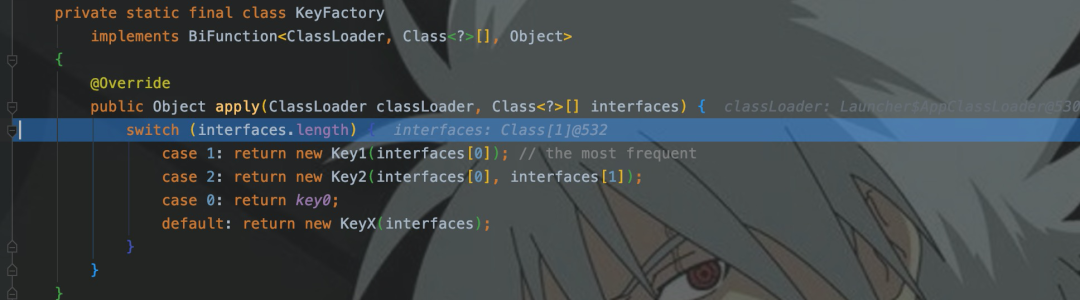 private static final class KeyFactory
implements BiFunction<ClassLoader, Class<?>[], Object>
{
@Override
public Object apply(ClassLoader classLoader, Class<?>[] interfaces) { classLoader: Launcher$AppClassLoader@530
switch (interfaces.length) { interfaces: Class[1]@532
case 1: return new Key1(interfaces[0]); // the most frequent
case 2: return new Key2(interfaces[0], interfaces[1]);
case 0: return key0;
default: return new KeyX(interfaces);
}
}
}